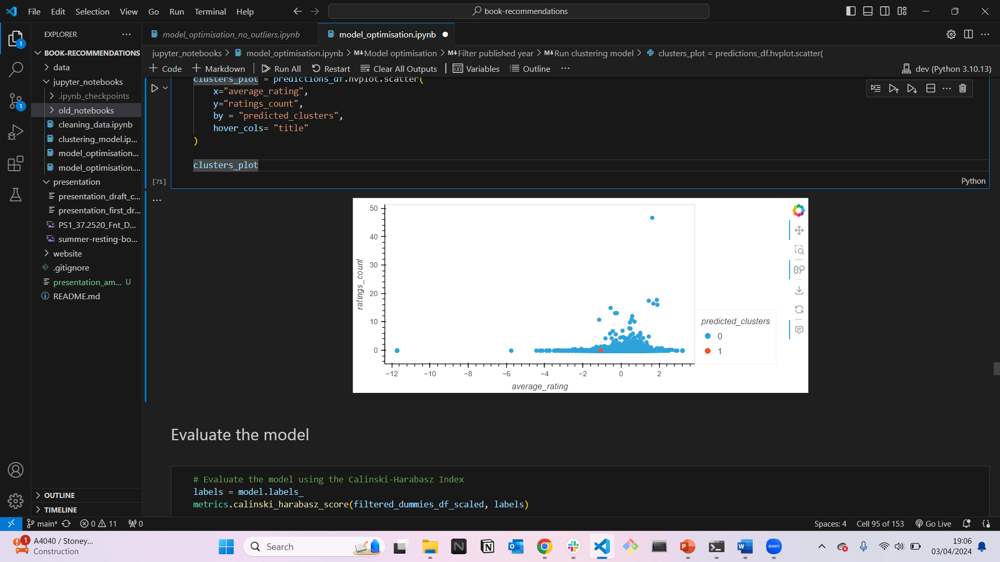 File Edit Selection View Go Run Terminal Help
book-recommendations
EXPLORER
model_optimisation_no_outliers.ipynb
model_optimisation.ipynb
BOOK-RECOMMENDATIONS
data
jupyter_notebooks
.ipynb_checkpoints
old_notebooks
cleaning_data.ipynb
clustering_model.ip...
model_optimisation...
model_optimisation....
presentation
presentation_draft_c...
presentation_first_dr...
PS1_37.2520_Fnt_D...
summer-resting-bo...
website
.gitignore
presentation_am... U
README.md
OUTLINE
TIMELINE
jupyter_notebooks > model_optimisation.ipynb > M↓Model optimisation > M↓Filter published year > M↓Run clustering model > clusters_plot = predictions_df.hvplot.scatter(
+ Code + Markdown Run All Restart Clear All Outputs Variables Outline ...
dev (Python 3.10.13)
clusters_plot = predictions_df.hvplot.scatter(
x="average_rating",
y="ratings_count",
by = "predicted_clusters",
hover_cols= "title"
)
clusters_plot
[71]
Python
50
40
30
20
10
0
ratings_count
−12 −10 −8 −6 −4 −2 0 2
average_rating
predicted_clusters
0
1
Evaluate the model
# Evaluate the model using the Calinski-Harabasz Index
labels = model.labels_
metrics.calinski_harabasz_score(filtered_dummies_df_scaled, labels)
main* 0 11 0
Spaces: 4 Cell 95 of 153 Go Live
1
1
1
A4040 / Stoney...
Construction
Search
zoom
19:06
03/04/2024